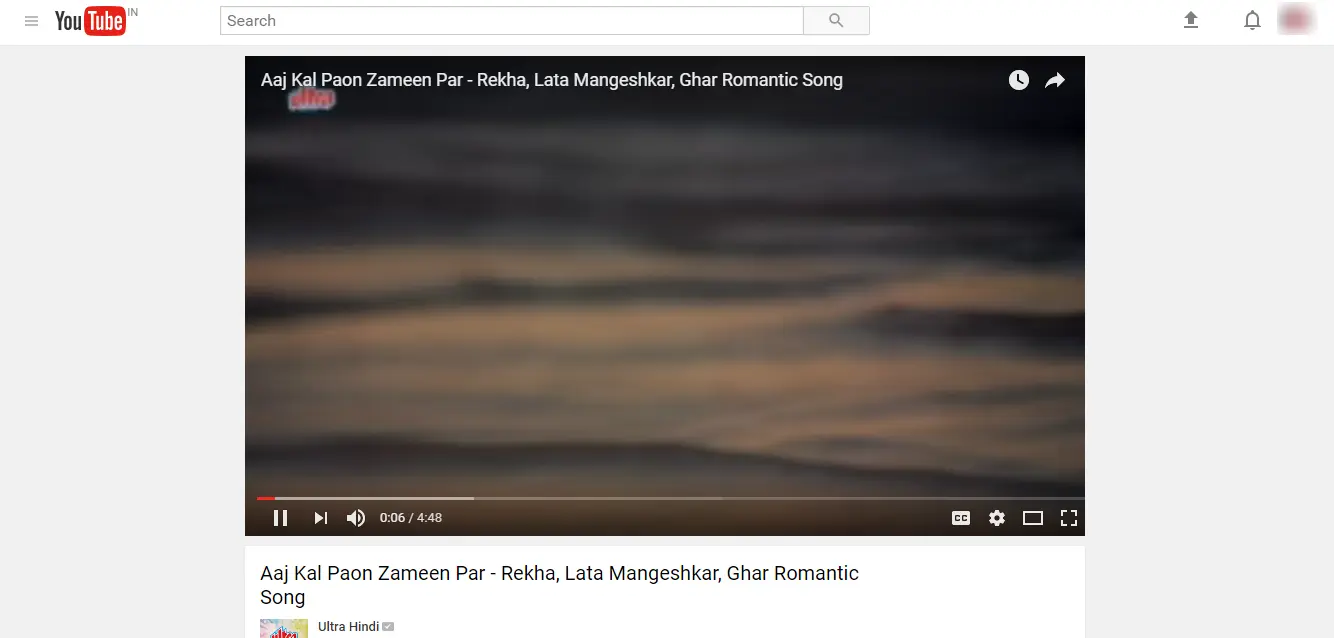 YouTube IN
Search
Aaj Kal Paon Zameen Par - Rekha, Lata Mangeshkar, Ghar Romantic Song
ultra
0:06 / 4:48
CC
Aaj Kal Paon Zameen Par - Rekha, Lata Mangeshkar, Ghar Romantic
Song
ultra
Ultra Hindi